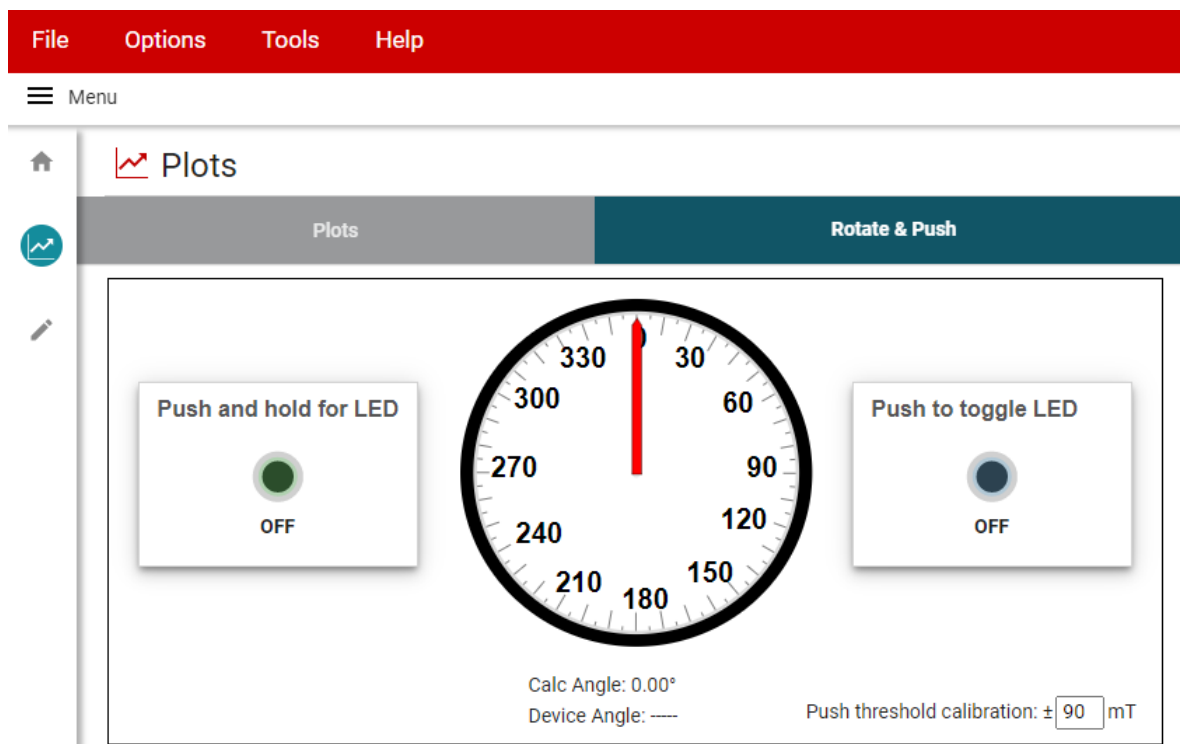 File Options Tools Help
Menu
Plots
Plots Rotate & Push
Push and hold for LED
OFF
0
30
60
90
120
150
180
210
240
270
300
330
Push to toggle LED
OFF
Calc Angle: 0.00°
Device Angle: -----
Push threshold calibration: ± 90 mT